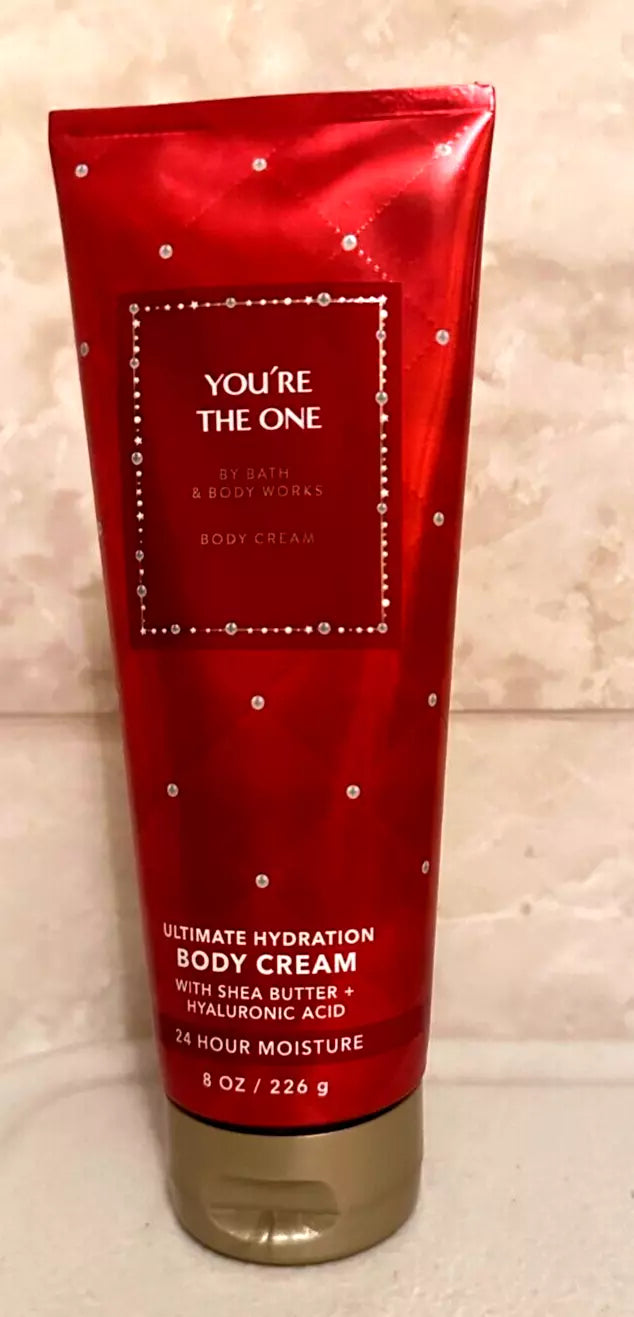 YOU'RE
THE ONE
BY BATH
& BODY WORKS
BODY CREAM
ULTIMATE HYDRATION
BODY CREAM
WITH SHEA BUTTER +
HYALURONIC ACID
24 HOUR MOISTURE
8 OZ / 226 g